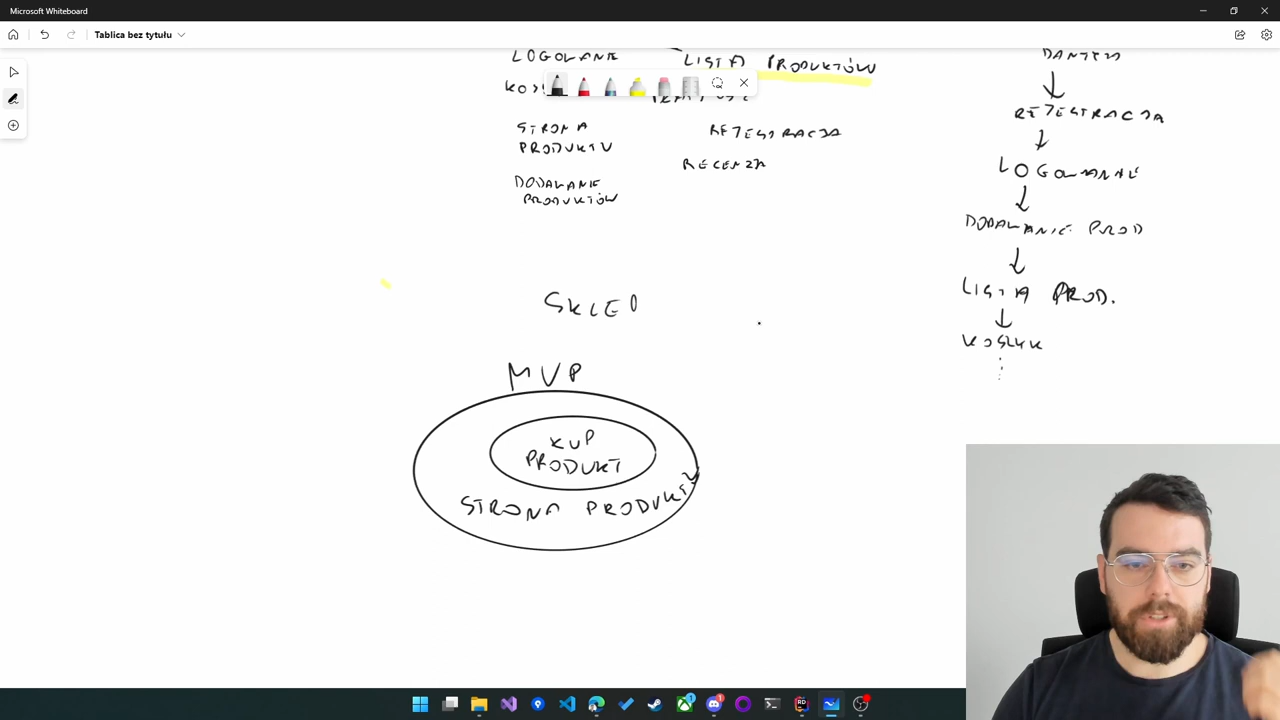 Microsoft Whiteboard
Tablica bez tytułu
LOGOWANIE
LISTA PRODUKTÓW
STRONA
PRODUKTU
REJESTRACJA
RECENZJA
DODAWANIE
PRODUKTÓW
REJESTRACJA
LOGOWANIE
DODAWANIE PROD
LISTA PROD.
KOSZYK
SKLEP
MVP
KUP
PRODUKT
STRONA PRODUKTU